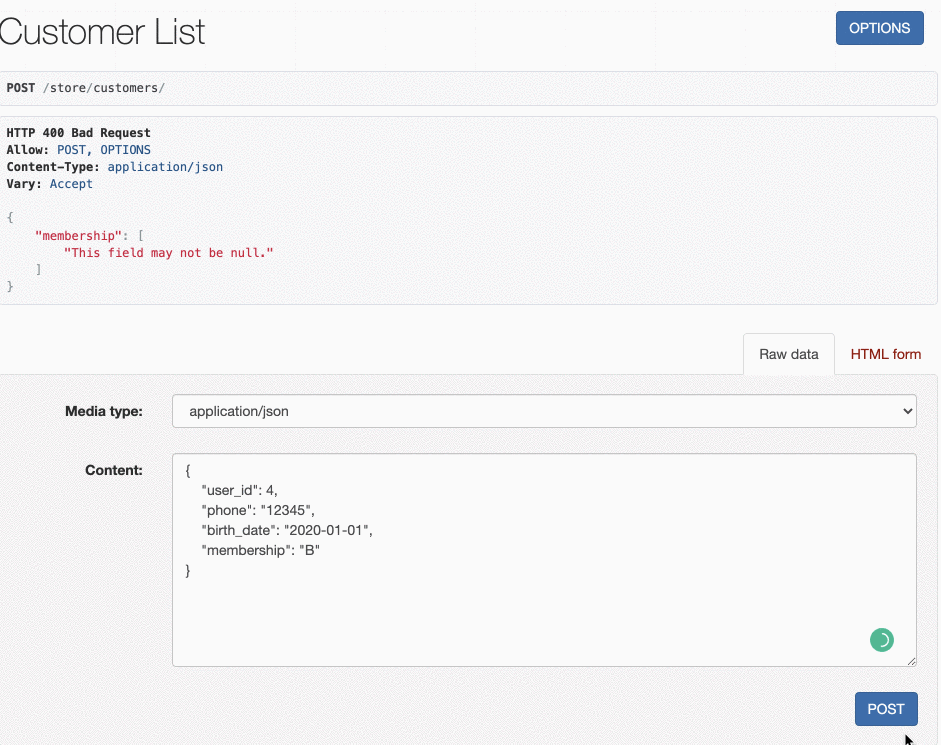 Customer List
OPTIONS
POST /store/customers/
HTTP 400 Bad Request
Allow: POST, OPTIONS
Content-Type: application/json
Vary: Accept
{
    "membership": [
        "This field may not be null."
    ]
}
Raw data
HTML form
Media type:
application/json
Content:
{
    "user_id": 4,
    "phone": "12345",
    "birth_date": "2020-01-01",
    "membership": "B"
}
POST